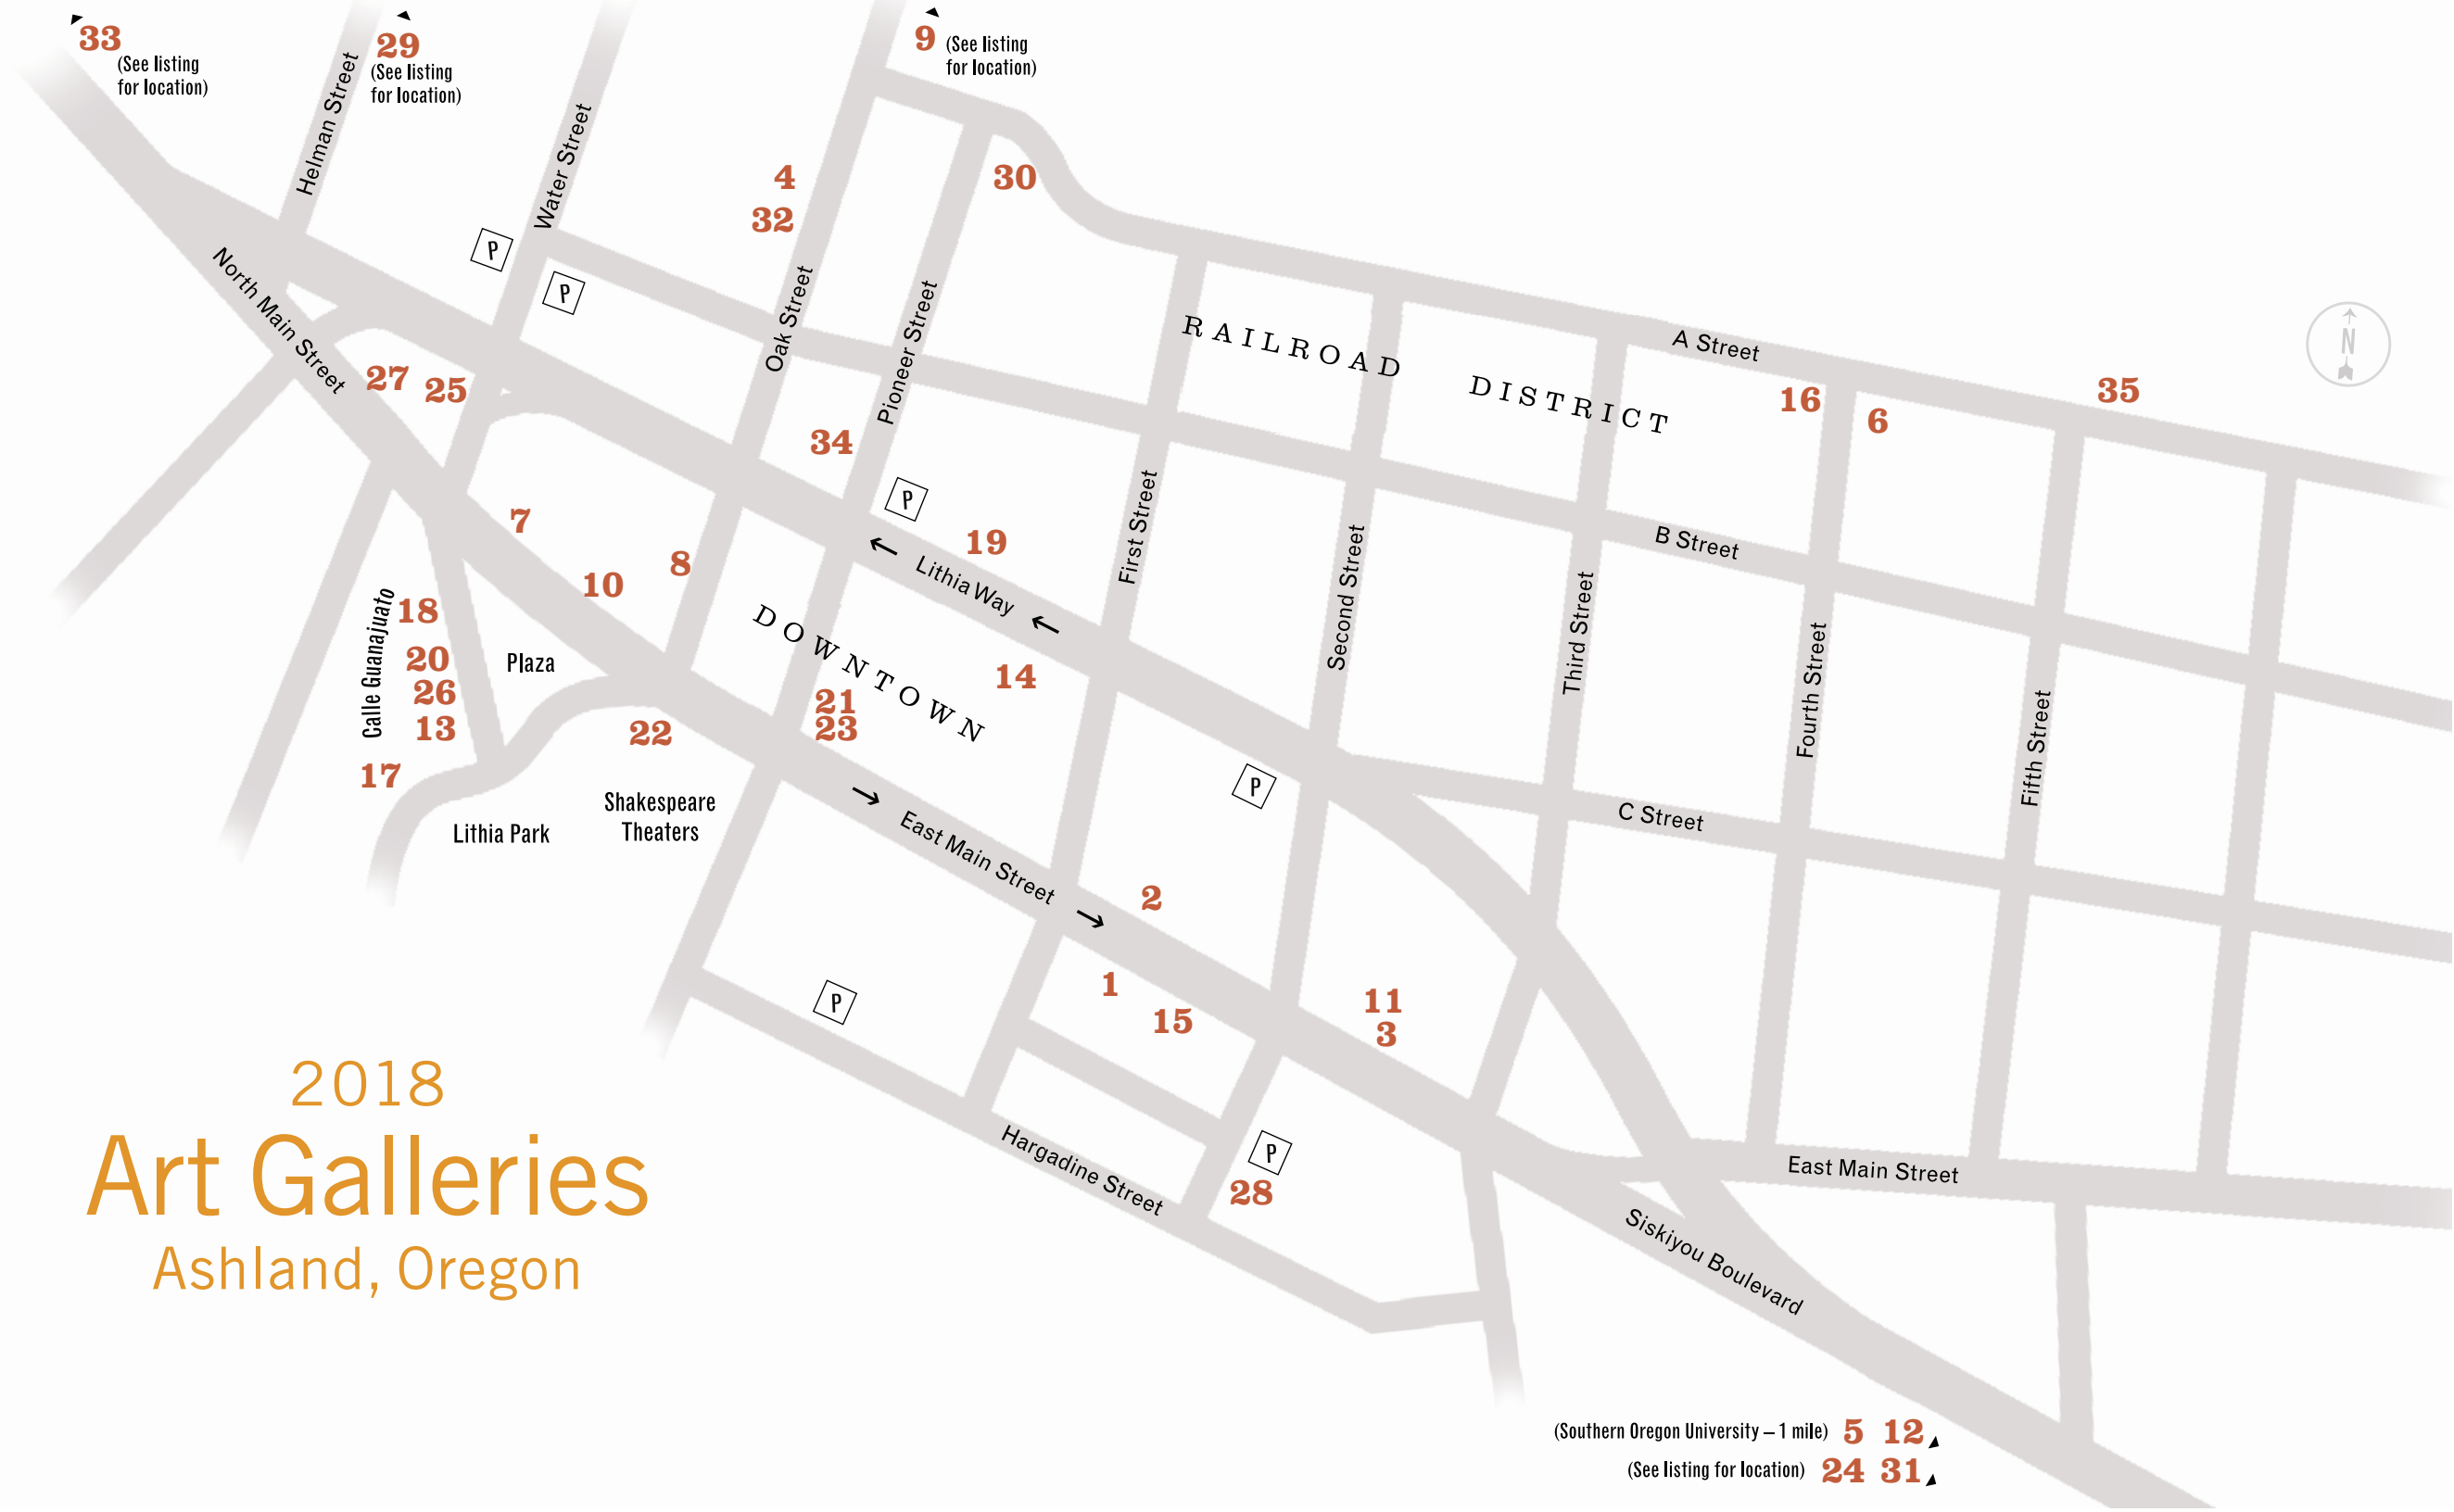 33
(See listing
for location)
29
(See listing
for location)
9
(See listing
for location)
Helman Street
Water Street
4
32
30
P
P
North Main Street
27
25
Oak Street
Pioneer Street
34
RAILROAD
DISTRICT
A Street
16
6
35
N
P
19
Lithia Way
First Street
Second Street
Third Street
B Street
Fourth Street
Fifth Street
7
10
8
Calle Guanajuato
18
20
26
13
17
Plaza
DOWNTOWN
14
21
23
22
Shakespeare
Theaters
Lithia Park
P
C Street
East Main Street
2
1
15
11
3
P
Hargadine Street
P
28
East Main Street
Siskiyou Boulevard
2018
Art Galleries
Ashland, Oregon
(Southern Oregon University – 1 mile) 5 12
(See listing for location) 24 31